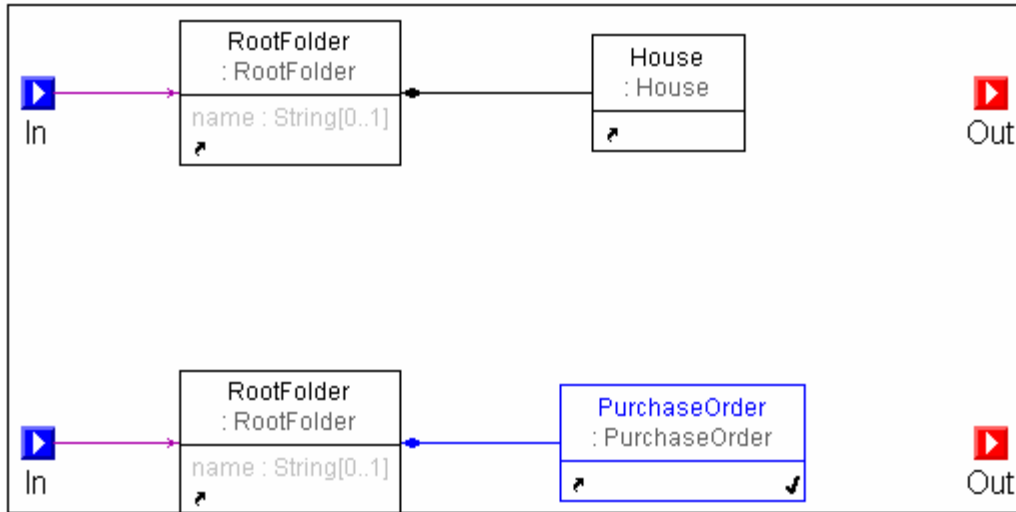 RootFolder
: RootFolder
name : String[0..1]
House
: House
In
Out
RootFolder
: RootFolder
name : String[0..1]
PurchaseOrder
: PurchaseOrder
In
Out